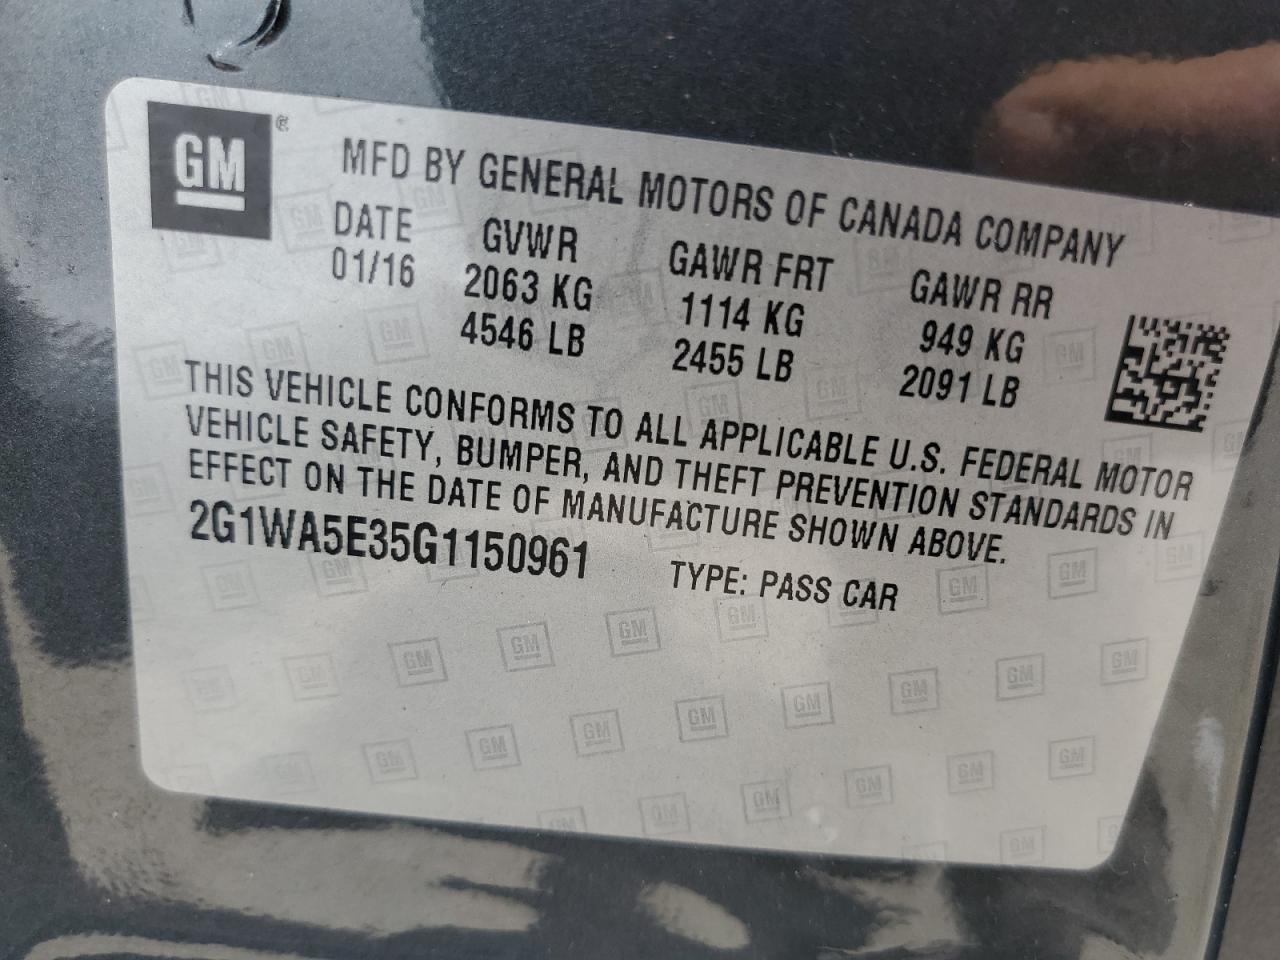 GM ®
MFD BY GENERAL MOTORS OF CANADA COMPANY
DATE GVWR GAWR FRT GAWR RR
01/16 2063 KG 1114 KG 949 KG
4546 LB 2455 LB 2091 LB
THIS VEHICLE CONFORMS TO ALL APPLICABLE U.S. FEDERAL MOTOR
VEHICLE SAFETY, BUMPER, AND THEFT PREVENTION STANDARDS IN
EFFECT ON THE DATE OF MANUFACTURE SHOWN ABOVE.
2G1WA5E35G1150961 TYPE: PASS CAR